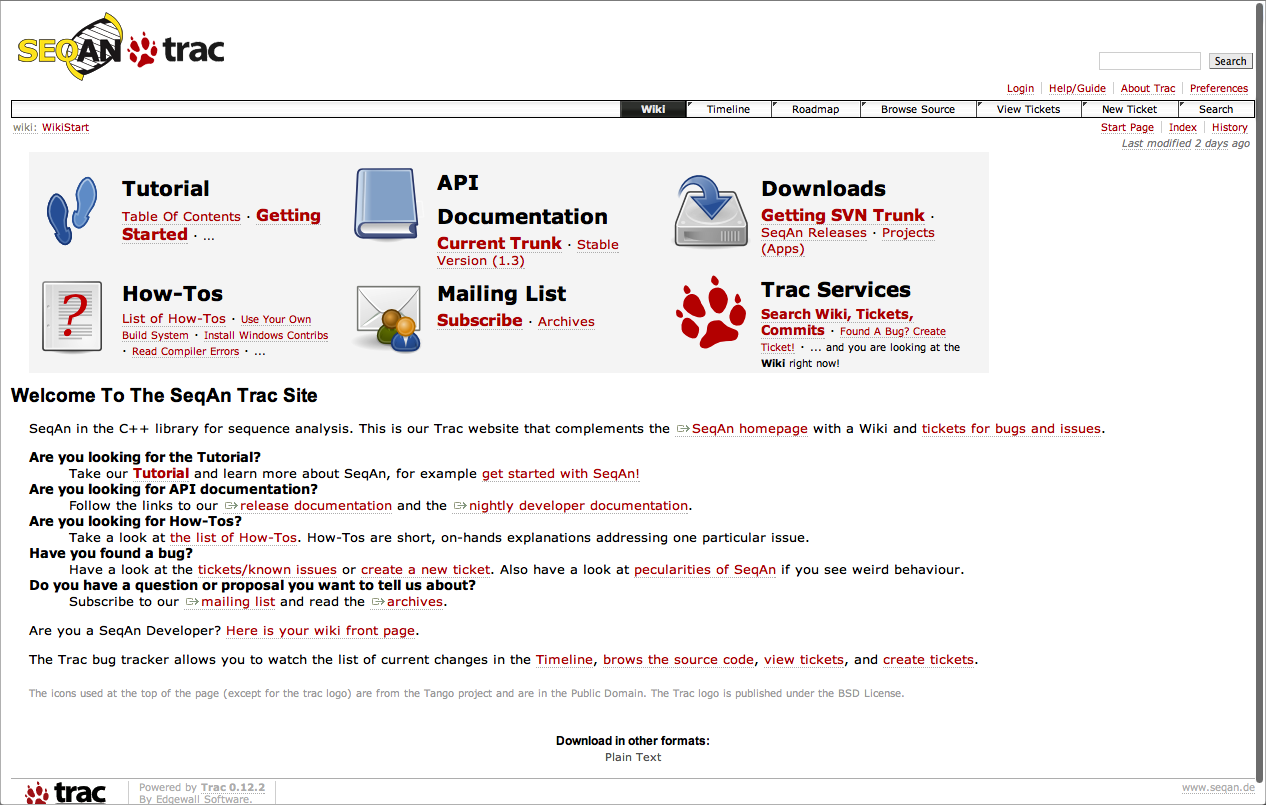 SEQAN trac
Search
Login Help/Guide About Trac Preferences
Wiki Timeline Roadmap Browse Source View Tickets New Ticket Search
wiki: WikiStart
Start Page Index History
Last modified 2 days ago
Tutorial
Table Of Contents · Getting
Started · ...
API
Documentation
Current Trunk · Stable
Version (1.3)
Downloads
Getting SVN Trunk ·
SeqAn Releases · Projects
(Apps)
How-Tos
List of How-Tos · Use Your Own
Build System · Install Windows Contribs
· Read Compiler Errors · ...
Mailing List
Subscribe · Archives
Trac Services
Search Wiki, Tickets,
Commits · Found A Bug? Create
Ticket! · ... and you are looking at the
Wiki right now!
Welcome To The SeqAn Trac Site
SeqAn in the C++ library for sequence analysis. This is our Trac website that complements the SeqAn homepage with a Wiki and tickets for bugs and issues.
Are you looking for the Tutorial?
Take our Tutorial and learn more about SeqAn, for example get started with SeqAn!
Are you looking for API documentation?
Follow the links to our release documentation and the nightly developer documentation.
Are you looking for How-Tos?
Take a look at the list of How-Tos. How-Tos are short, on-hands explanations addressing one particular issue.
Have you found a bug?
Have a look at the tickets/known issues or create a new ticket. Also have a look at pecularities of SeqAn if you see weird behaviour.
Do you have a question or proposal you want to tell us about?
Subscribe to our mailing list and read the archives.
Are you a SeqAn Developer? Here is your wiki front page.
The Trac bug tracker allows you to watch the list of current changes in the Timeline, brows the source code, view tickets, and create tickets.
The icons used at the top of the page (except for the trac logo) are from the Tango project and are in the Public Domain. The Trac logo is published under the BSD License.
Download in other formats:
Plain Text
trac
Powered by Trac 0.12.2
By Edgewall Software.
www.seqan.de